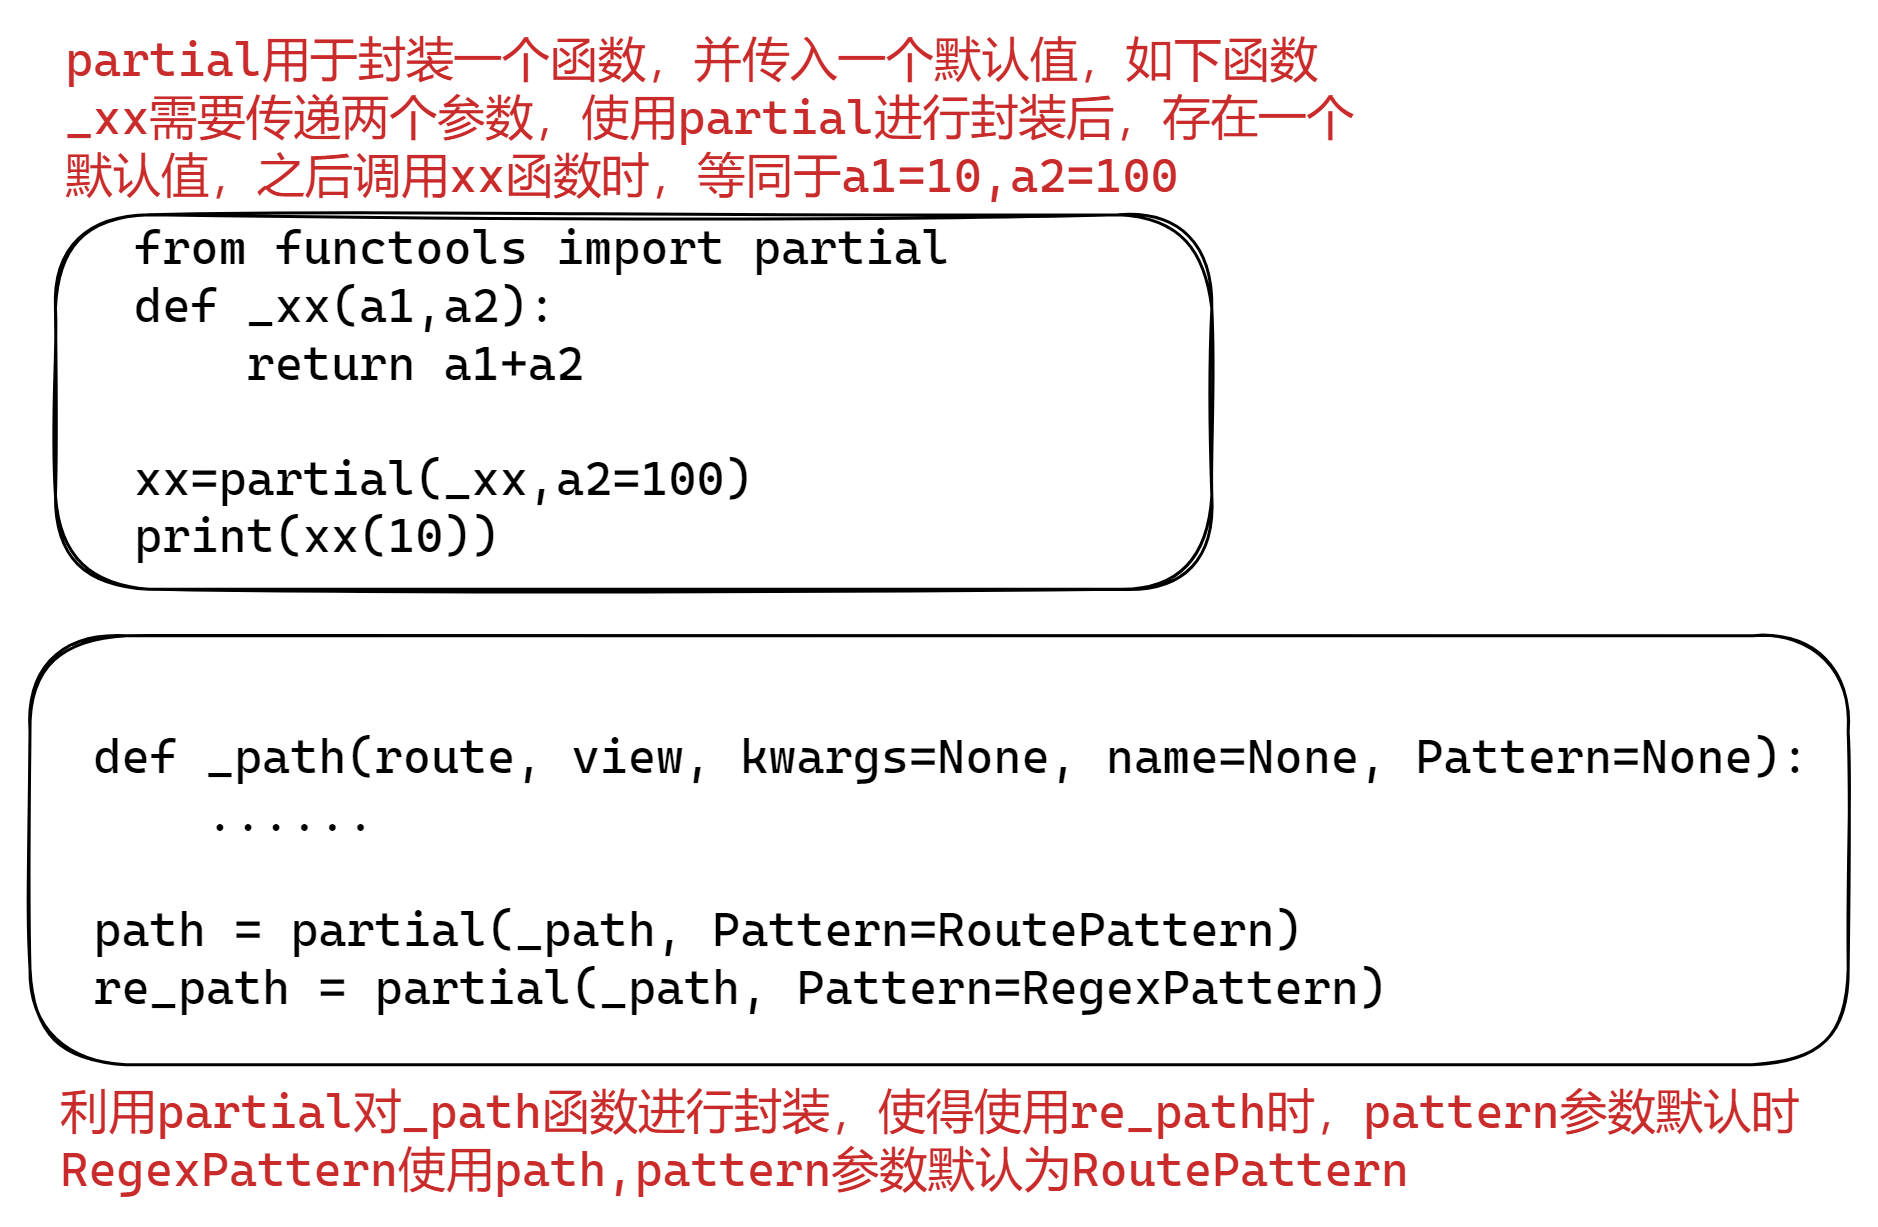 partial用于封装一个函数，并传入一个默认值，如下函数
_xx需要传递两个参数，使用partial进行封装后，存在一个
默认值，之后调用xx函数时，等同于a1=10,a2=100
from functools import partial
def _xx(a1,a2):
    return a1+a2
xx=partial(_xx,a2=100)
print(xx(10))
def _path(route, view, kwargs=None, name=None, Pattern=None):
    ......
path = partial(_path, Pattern=RoutePattern)
re_path = partial(_path, Pattern=RegexPattern)
利用partial对_path函数进行封装，使得使用re_path时，pattern参数默认时
RegexPattern使用path,pattern参数默认为RoutePattern